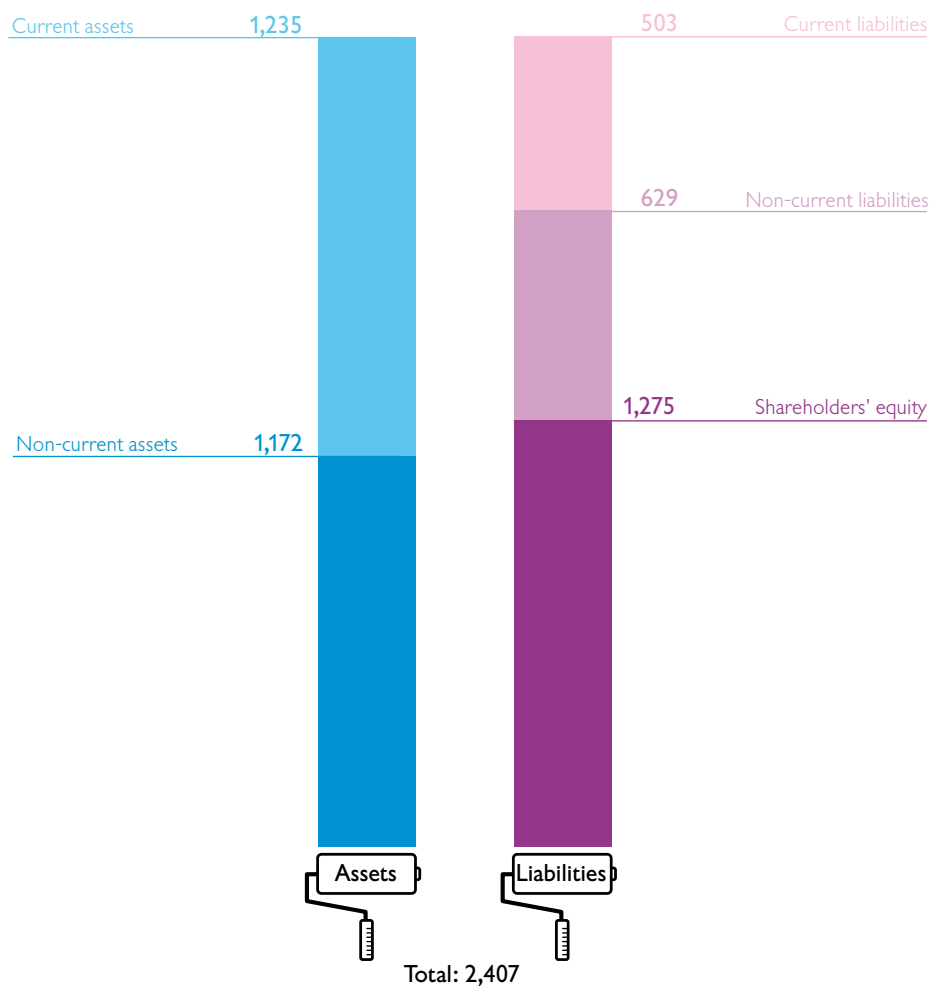 Current assets 1,235
503 Current liabilities
629 Non-current liabilities
1,275 Shareholders’ equity
Non-current assets 1,172
Assets
Liabilities
Total: 2,407